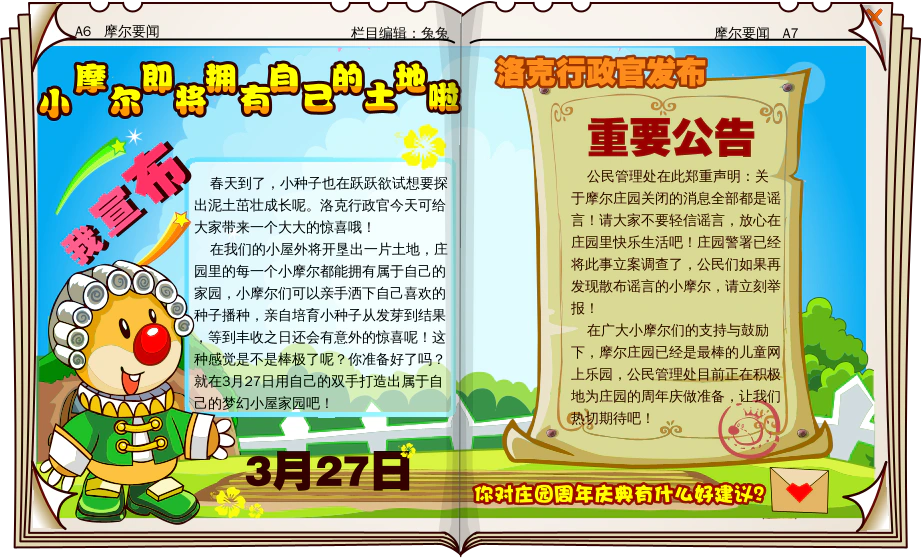 A6 摩尔要闻
栏目编辑：兔兔
小摩尔即将拥有自己的土地啦
我宣布
春天到了，小种子也在跃跃欲试想要探
出泥土茁壮成长呢。洛克行政官今天可给
大家带来一个大大的惊喜哦！
在我们的小屋外将开垦出一片土地，庄
园里的每一个小摩尔都能拥有属于自己的
家园，小摩尔们可以亲手洒下自己喜欢的
种子播种，亲自培育小种子从发芽到结果
，等到丰收之日还会有意外的惊喜呢！这
种感觉是不是棒极了呢？你准备好了吗？
就在3月27日用自己的双手打造出属于自
己的梦幻小屋家园吧！
3月27日
摩尔要闻 A7
洛克行政官发布
重要公告
公民管理处在此郑重声明：关
于摩尔庄园关闭的消息全部都是谣
言！请大家不要轻信谣言，放心在
庄园里快乐生活吧！庄园警署已经
将此事立案调查了，公民们如果再
发现散布谣言的小摩尔，请立刻举
报！
在广大小摩尔们的支持与鼓励
下，摩尔庄园已经是最棒的儿童网
上乐园，公民管理处目前正在积极
地为庄园的周年庆做准备，让我们
热切期待吧！
你对庄园周年庆典有什么好建议？